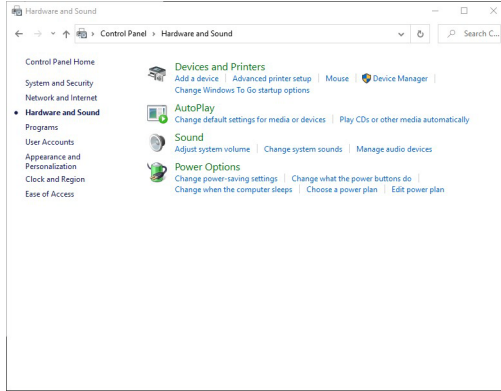 Hardware and Sound
Control Panel > Hardware and Sound
Search C...
Control Panel Home
System and Security
Network and Internet
Hardware and Sound
Programs
User Accounts
Appearance and
Personalization
Clock and Region
Ease of Access
Devices and Printers
Add a device | Advanced printer setup | Mouse | Device Manager |
Change Windows To Go startup options
AutoPlay
Change default settings for media or devices | Play CDs or other media automatically
Sound
Adjust system volume | Change system sounds | Manage audio devices
Power Options
Change power-saving settings | Change what the power buttons do |
Change when the computer sleeps | Choose a power plan | Edit power plan